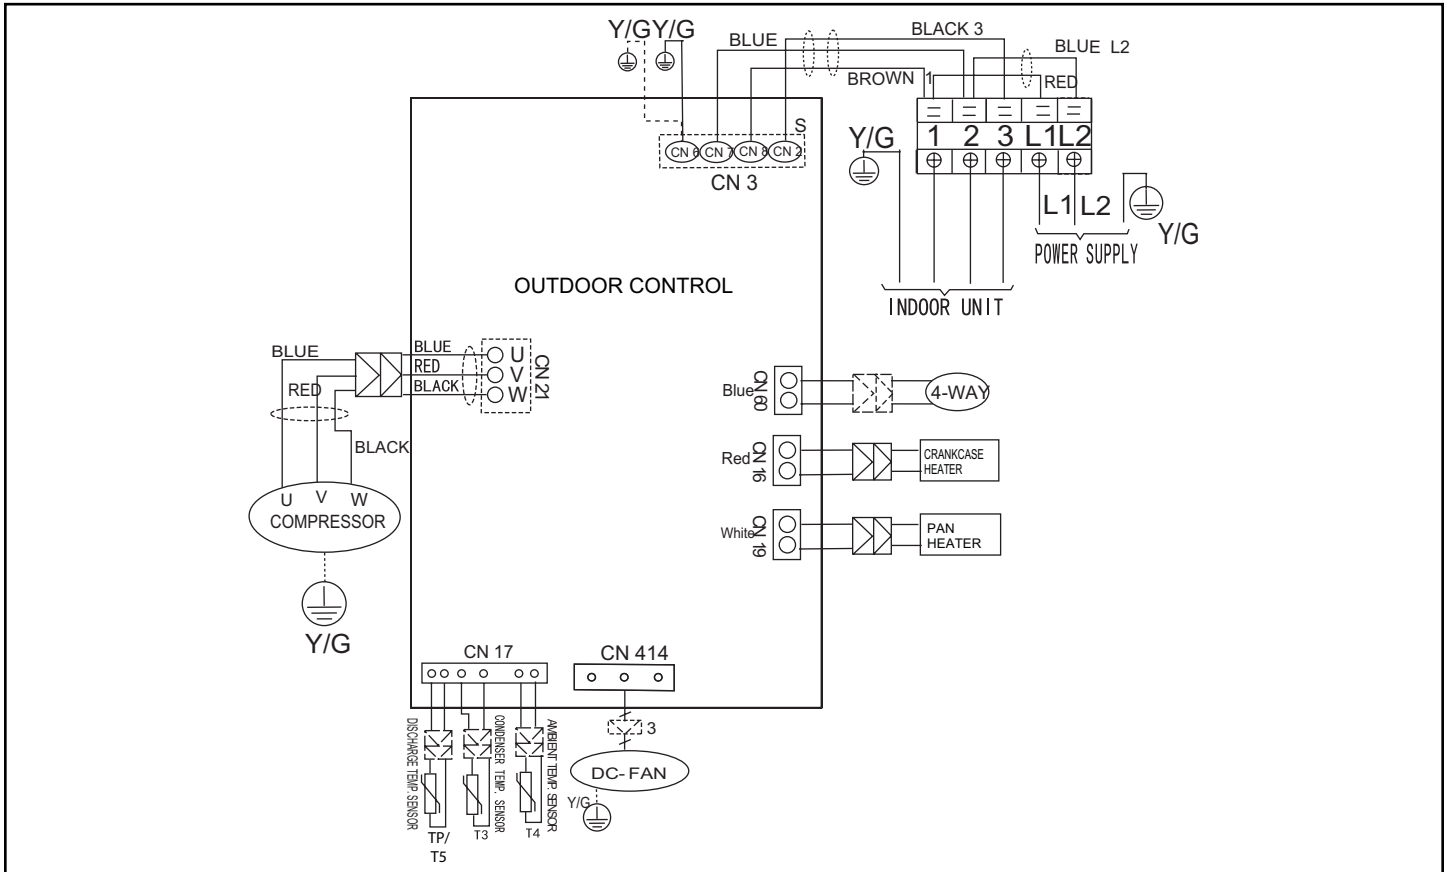 Y/G Y/G
BLUE
BLACK 3
BLUE L2
BROWN 1
RED
S
CN 6 CN 7 CN 8 CN 2
CN 3
Y/G
1 2 3 L1 L2
L1 L2
Y/G
POWER SUPPLY
INDOOR UNIT
OUTDOOR CONTROL
BLUE
RED
BLACK
BLUE
RED
BLACK
U
V
W
CN 21
U V W
COMPRESSOR
Y/G
Blue
CN 60
4-WAY
Red
CN 16
CRANKCASE
HEATER
White
CN 19
PAN
HEATER
CN 17
CN 414
DISCHARGE TEMP. SENSOR
CONDENSER TEMP. SENSOR
AMBIENT TEMP. SENSOR
TP/
T5
T3
T4
3
DC- FAN
Y/G